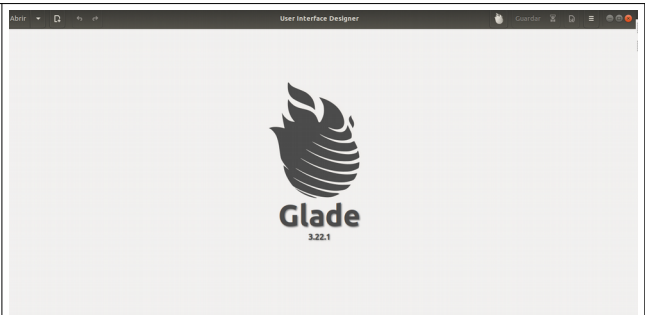 Abrir
User Interface Designer
Guardar
Glade
3.22.1